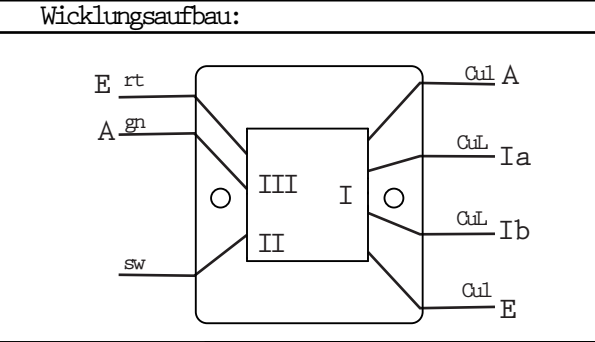 Wicklungsaufbau:
E rt
Cul A
A gn
CuL Ia
III I
CuL Ib
II
sw
Cul E